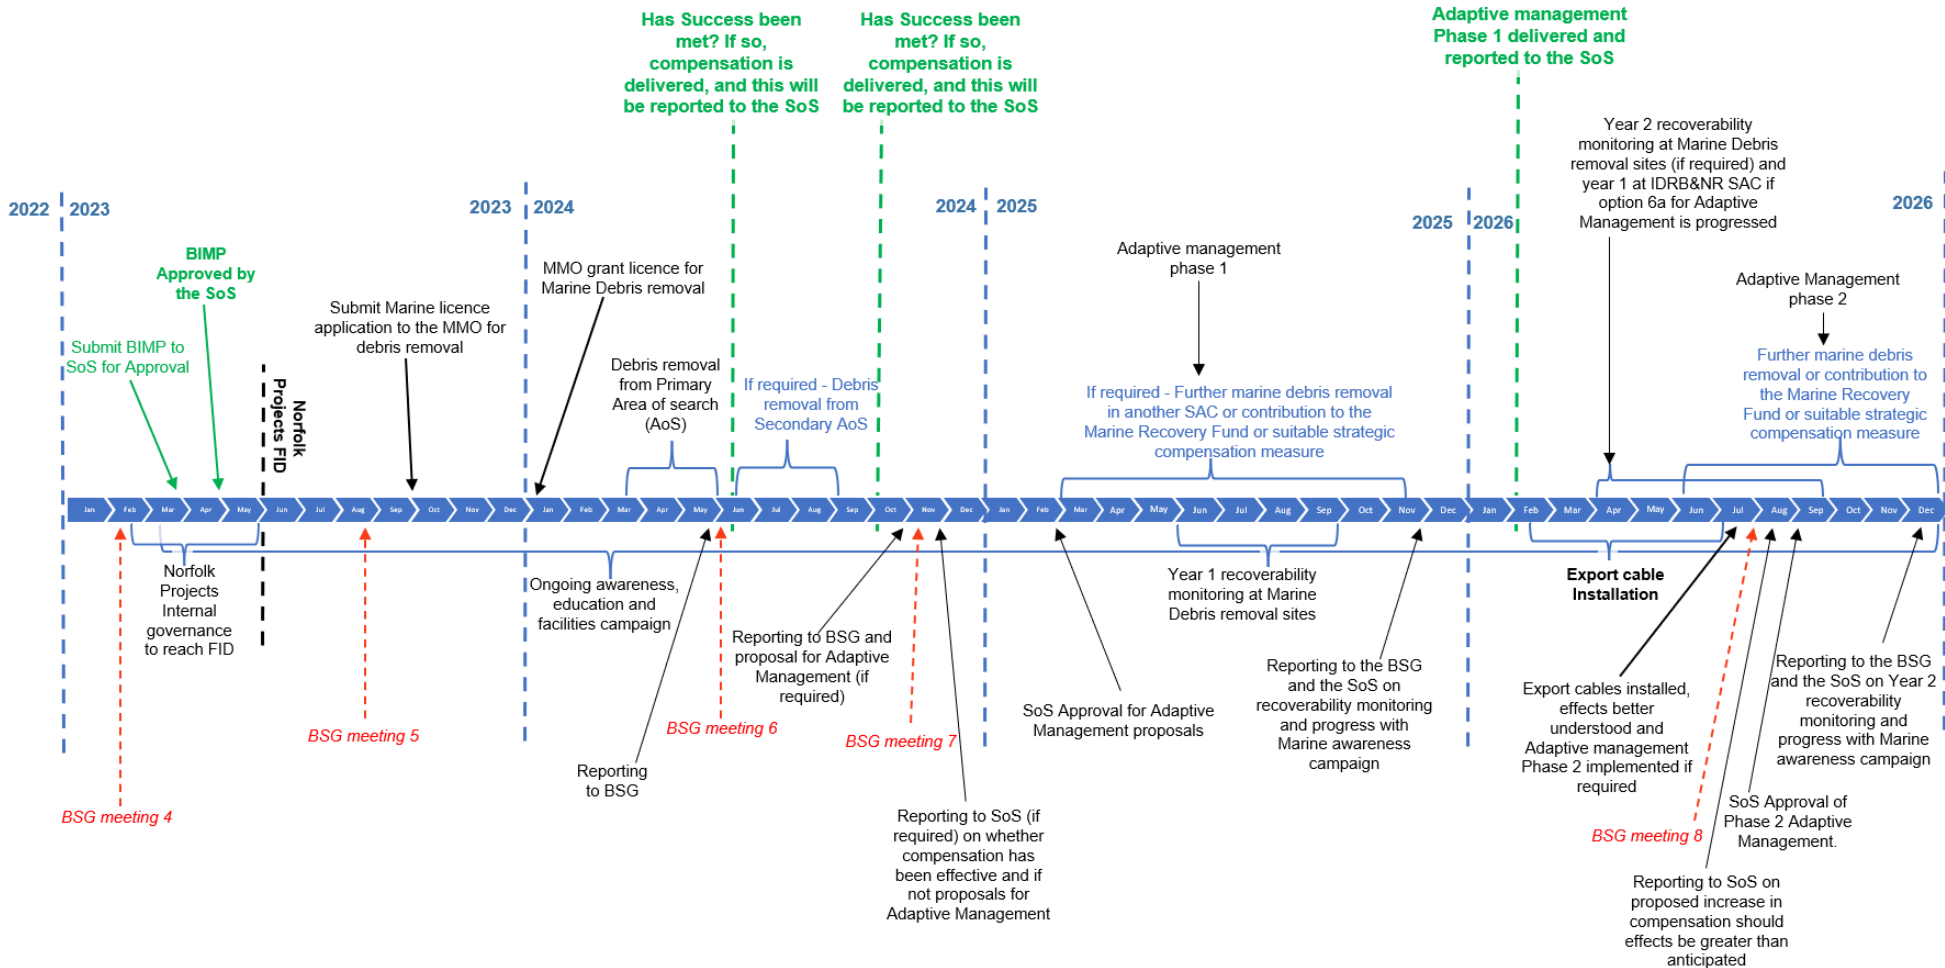 Has Success been
met? If so,
compensation is
delivered, and this will
be reported to the SoS
Has Success been
met? If so,
compensation is
delivered, and this will
be reported to the SoS
Adaptive management
Phase 1 delivered and
reported to the SoS
Year 2 recoverability
monitoring at Marine Debris
removal sites (if required) and
year 1 at IDRB&NR SAC if
option 6a for Adaptive
Management is progressed
2022
2023
2023
2024
2024
2025
2025
2026
2026
BIMP
Approved by
the SoS
Submit BIMP to
SoS for Approval
Norfolk
Projects FID
Submit Marine licence
application to the MMO for
debris removal
MMO grant licence for
Marine Debris removal
Debris removal
from Primary
Area of search
(AoS)
If required - Debris
removal from
Secondary AoS
Adaptive management
phase 1
If required - Further marine debris removal
in another SAC or contribution to the
Marine Recovery Fund or suitable strategic
compensation measure
Adaptive Management
phase 2
Further marine debris
removal or contribution to
the Marine Recovery
Fund or suitable strategic
compensation measure
Jan Feb Mar Apr May Jun Jul Aug Sep Oct Nov Dec Jan Feb Mar Apr May Jun Jul Aug Sep Oct Nov Dec Jan Feb Mar Apr May Jun Jul Aug Sep Oct Nov Dec Jan Feb Mar Apr May Jun Jul Aug Sep Oct Nov Dec
Norfolk
Projects
Internal
governance
to reach FID
Ongoing awareness,
education and
facilities campaign
Reporting to BSG and
proposal for Adaptive
Management (if
required)
Year 1 recoverability
monitoring at Marine
Debris removal sites
Export cable
Installation
BSG meeting 4
BSG meeting 5
BSG meeting 6
BSG meeting 7
Reporting
to BSG
Reporting to SoS (if
required) on whether
compensation has
been effective and if
not proposals for
Adaptive Management
SoS Approval for Adaptive
Management proposals
Reporting to the BSG
and the SoS on
recoverability monitoring
and progress with
Marine awareness
campaign
Export cables installed,
effects better
understood and
Adaptive management
Phase 2 implemented if
required
BSG meeting 8
Reporting to the BSG
and the SoS on Year 2
recoverability
monitoring and
progress with Marine
awareness campaign
SoS Approval of
Phase 2 Adaptive
Management.
Reporting to SoS on
proposed increase in
compensation should
effects be greater than
anticipated